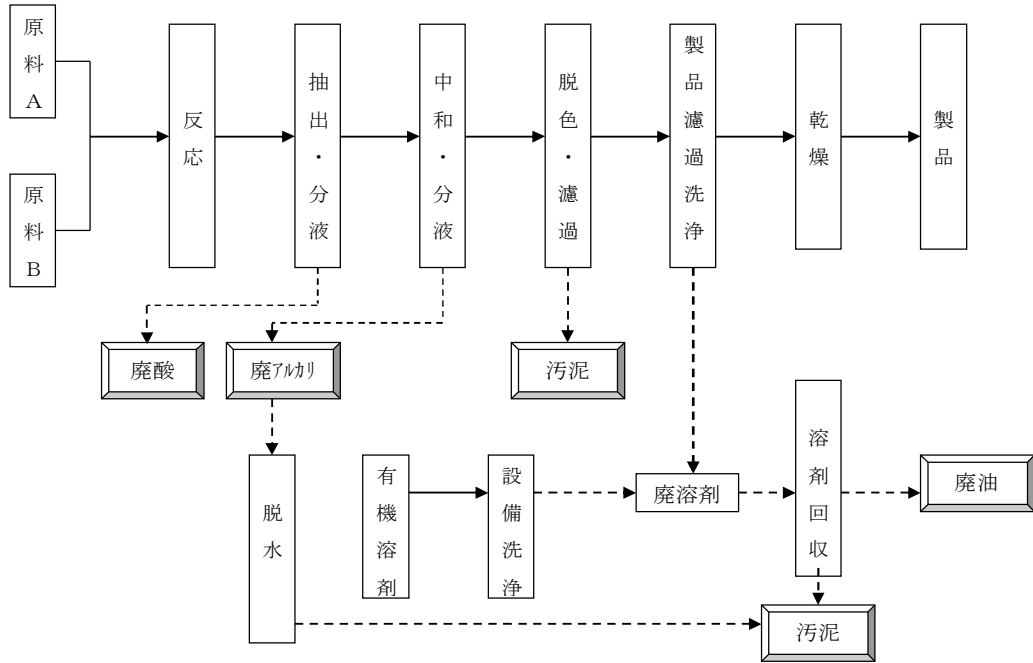 原料A
原料B
反応
抽出・分液
中和・分液
脱色・濾過
製品濾過洗浄
乾燥
製品
廃酸
廃ｱﾙｶﾘ
汚泥
脱水
有機溶剤
設備洗浄
廃溶剤
溶剤回収
廃油
汚泥